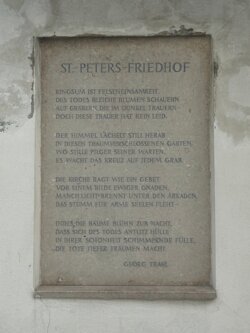 ST. PETERS-FRIEDHOF
RINGSUM IST FELSENEINSAMKEIT.
DES TODES BLEICHE BLUMEN SCHAUERN
AUF GRÄBERN, DIE IM DUNKEL TRAUERN-
DOCH DIESE TRAUER HAT KEIN LEID.
DER HIMMEL LÄCHELT STILL HERAB
IN DIESEN TRAUMVERSCHLOSSENEN GARTEN,
WO STILLE PILGER SEINER WARTEN.
ES WACHT DAS KREUZ AUF JEDEM GRAB.
DIE KIRCHE RAGT WIE EIN GEBET
VOR EINEM BILDE EWIGER GNADEN,
MANCH LICHT BRENNT UNTER DEN ARKADEN,
DAS STUMM FÜR ARME SEELEN FLEHT-
INDES DIE BÄUME BLÜHN ZUR NACHT,
DASS SICH DES TODES ANTLITZ HÜLLE
IN IHRER SCHÖNHEIT SCHIMMERNDE FÜLLE,
DIE TOTE TIEFER TRÄUMEN MACHT.
GEORG TRAKL